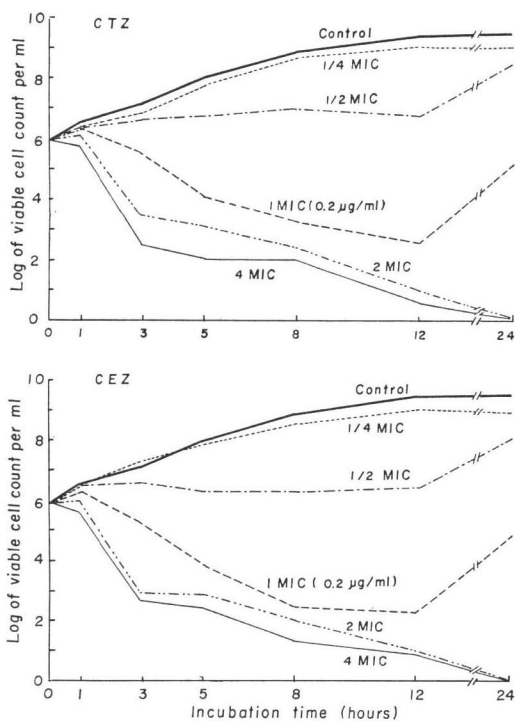 CTZ
Log of viable cell count per ml
10
8
6
4
2
0
Control
1/4 MIC
1/2 MIC
1 MIC (0.2 µg/ml)
2 MIC
4 MIC
0 1 3 5 8 12 24
CEZ
Log of viable cell count per ml
10
8
6
4
2
0
Control
1/4 MIC
1/2 MIC
1 MIC (0.2 µg/ml)
2 MIC
4 MIC
0 1 3 5 8 12 24
Incubation time (hours)